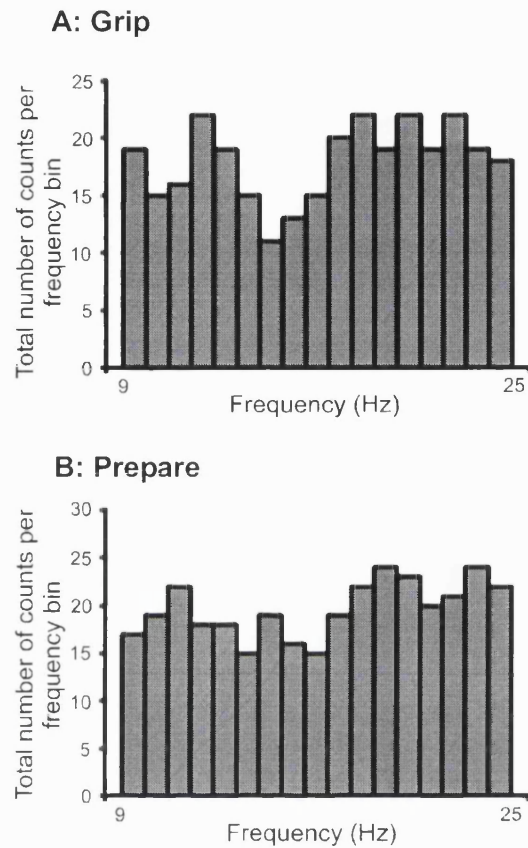 A: Grip
Total number of counts per
frequency bin
25
20
15
10
5
0
9
25
Frequency (Hz)
B: Prepare
Total number of counts per
frequency bin
30
25
20
15
10
5
0
9
25
Frequency (Hz)